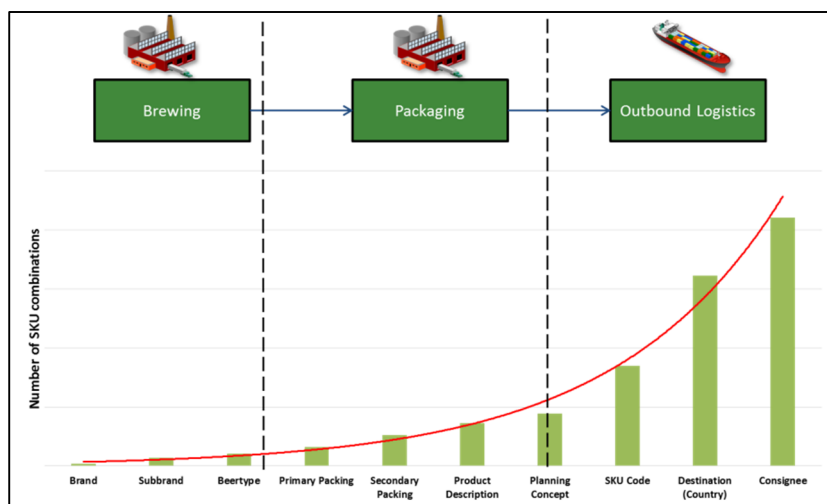 Brewing
Packaging
Outbound Logistics
Number of SKU combinations
Brand
Subbrand
Beertype
Primary Packing
Secondary
Packing
Product
Description
Planning
Concept
SKU Code
Destination
(Country)
Consignee